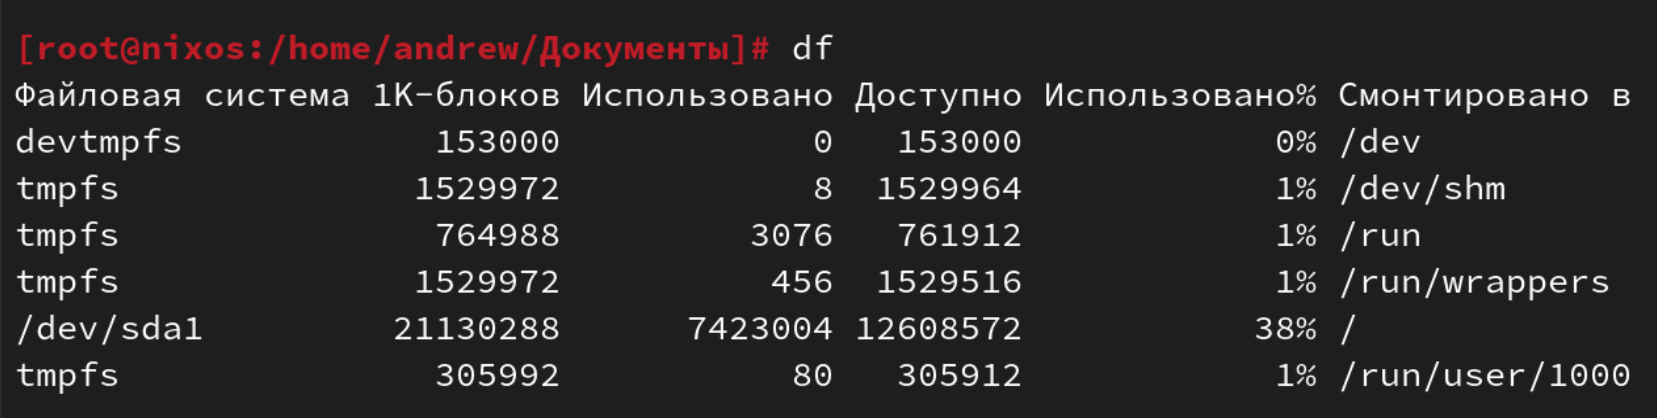 [root@nixos:/home/andrew/Документы]# df
Файловая система 1K-блоков Использовано Доступно Использовано% Смонтировано в
devtmpfs 153000 0 153000 0% /dev
tmpfs 1529972 8 1529964 1% /dev/shm
tmpfs 764988 3076 761912 1% /run
tmpfs 1529972 456 1529516 1% /run/wrappers
/dev/sda1 21130288 7423004 12608572 38% /
tmpfs 305992 80 305912 1% /run/user/1000